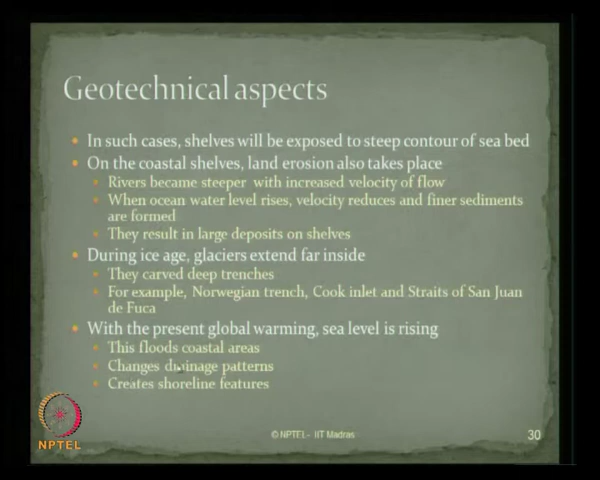 Geotechnical aspects
In such cases, shelves will be exposed to steep contour of sea bed
On the coastal shelves, land erosion also takes place
Rivers became steeper with increased velocity of flow
When ocean water level rises, velocity reduces and finer sediments
are formed
They result in large deposits on shelves
During ice age, glaciers extend far inside
They carved deep trenches
For example, Norwegian trench, Cook inlet and Straits of San Juan
de Fuca
With the present global warming, sea level is rising
This floods coastal areas
Changes drainage patterns
Creates shoreline features
NPTEL
© NPTEL - IIT Madras
30